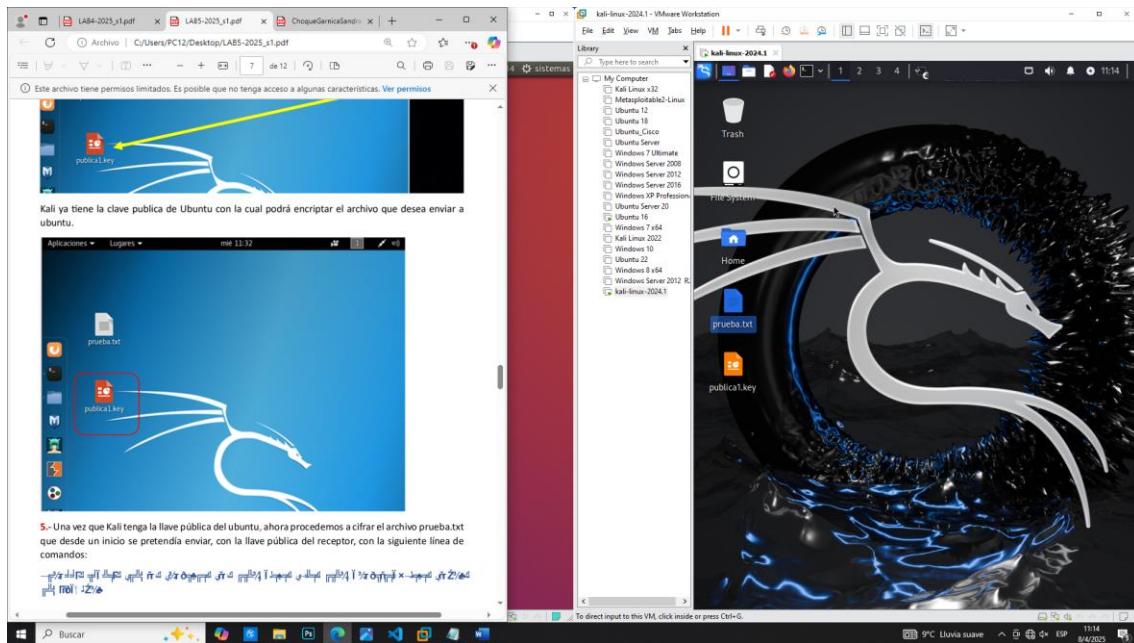 LAB4-2025_s1.pdf
LAB5-2025_s1.pdf
ChoqueGarnicaSandro
Archivo C:/Users/PC12/Desktop/LAB5-2025_s1.pdf
7 de 12
Este archivo tiene permisos limitados. Es posible que no tenga acceso a algunas características. Ver permisos
publica1.key
Kali ya tiene la clave publica de Ubuntu con la cual podrá encriptar el archivo que desea enviar a
ubuntu.
Aplicaciones Lugares mié 11:32 1
prueba.txt
publica1.key
5.- Una vez que Kali tenga la llave pública del ubuntu, ahora procedemos a cifrar el archivo prueba.txt
que desde un inicio se pretendía enviar, con la llave pública del receptor, con la siguiente línea de
comandos:
sistemas
kali-linux-2024.1 - VMware Workstation
File Edit View VM Tabs Help
Library
Type here to search
My Computer
Kali Linux x32
Metasploitable2-Linux
Ubuntu 12
Ubuntu 18
Ubuntu_Cisco
Ubuntu Server
Windows 7 Ultimate
Windows Server 2008
Windows Server 2012
Windows Server 2016
Windows XP Profession
Ubuntu Server 20
Ubuntu 16
Windows 7 x64
Kali Linux 2022
Windows 10
Ubuntu 22
Windows 8 x64
Windows Server 2012 R
kali-linux-2024.1
kali-linux-2024.1
1 2 3 4
11:14
Trash
File System
Home
prueba.txt
publica1.key
To direct input to this VM, click inside or press Ctrl+G.
Buscar
9°C Lluvia suave
ESP
11:14
8/4/2025